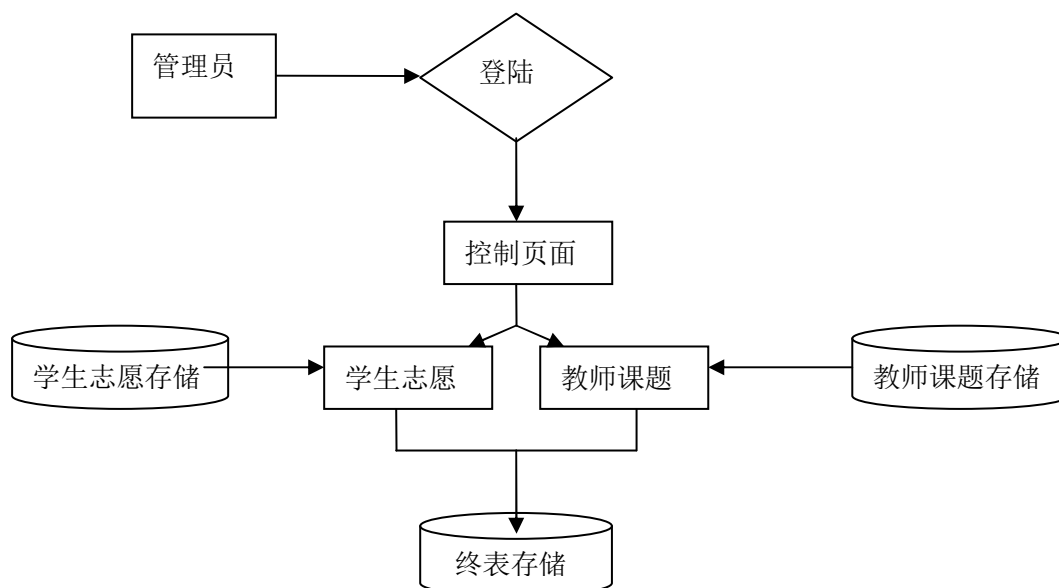 管理员
登陆
控制页面
学生志愿存储
学生志愿
教师课题
教师课题存储
终表存储